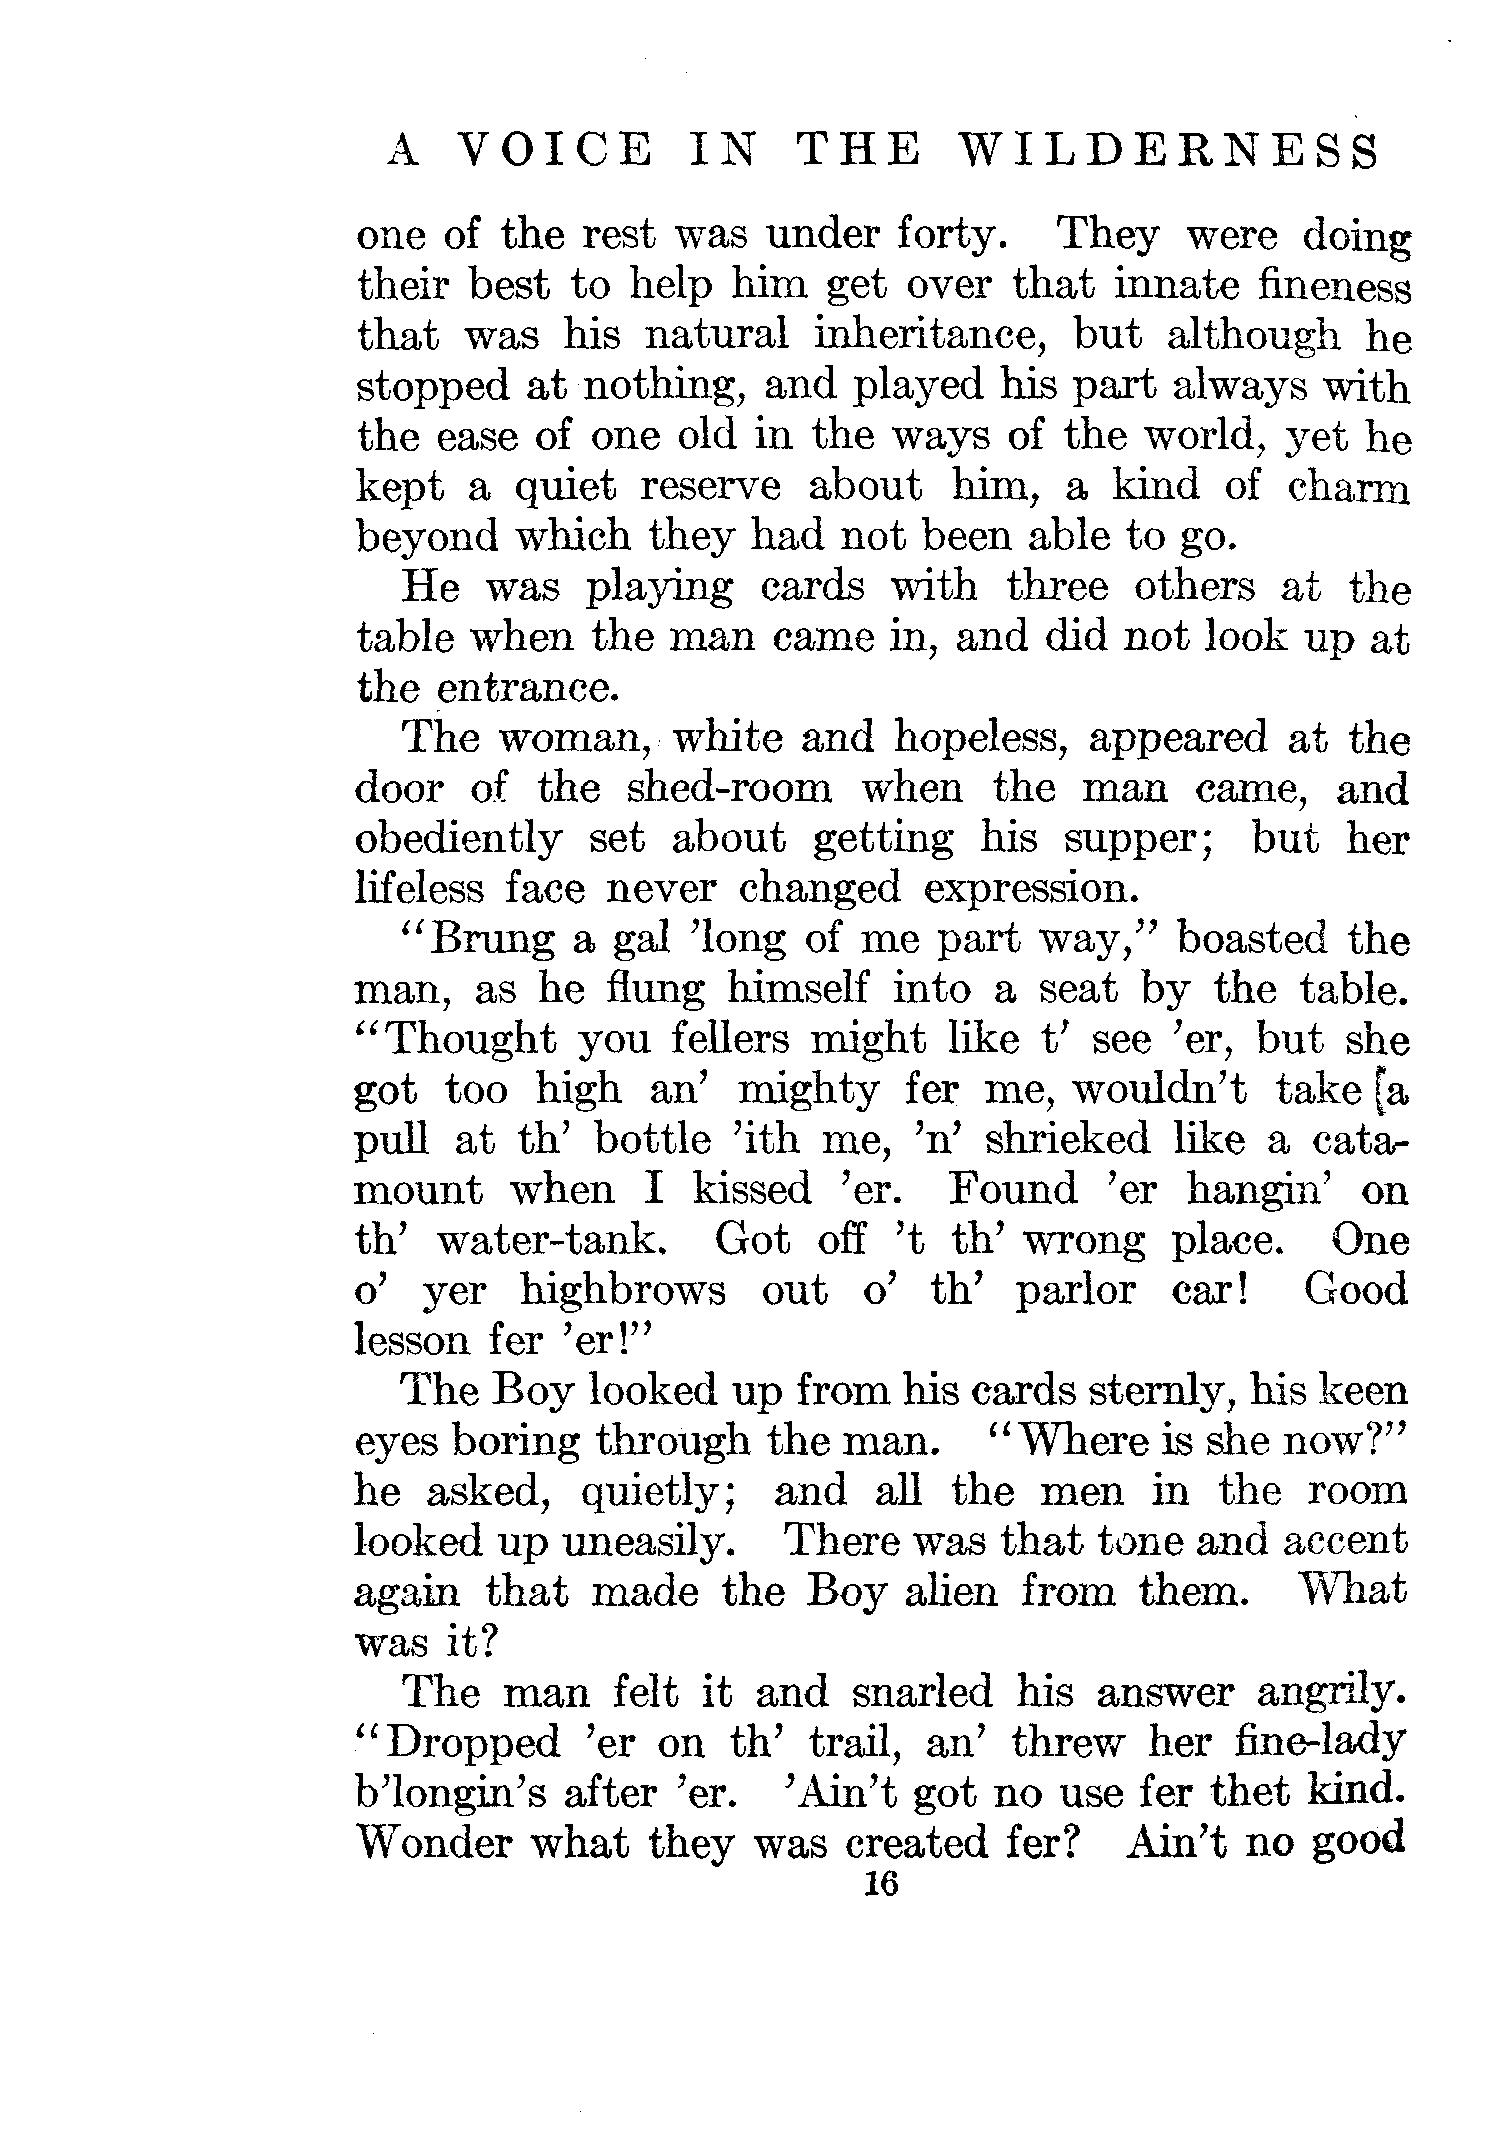 A VOICE IN THE WILDERNESS
one of the rest was under forty. They were doing
their best to help him get over that innate fineness
that was his natural inheritance, but although he
stopped at nothing, and played his part always with
the ease of one old in the ways of the world, yet he
kept a quiet reserve about him, a kind of charm
beyond which they had not been able to go.
He was playing cards with three others at the
table when the man came in, and did not look up at
the entrance.
The woman, white and hopeless, appeared at the
door of the shed-room when the man came, and
obediently set about getting his supper; but her
lifeless face never changed expression.
“Brung a gal ’long of me part way,” boasted the
man, as he flung himself into a seat by the table.
“Thought you fellers might like t’ see ’er, but she
got too high an’ mighty fer me, wouldn’t take [a
pull at th’ bottle ’ith me, ’n’ shrieked like a cata-
mount when I kissed ’er. Found ’er hangin’ on
th’ water-tank. Got off ’t th’ wrong place. One
o’ yer highbrows out o’ th’ parlor car! Good
lesson fer ’er!”
The Boy looked up from his cards sternly, his keen
eyes boring through the man. “Where is she now?”
he asked, quietly; and all the men in the room
looked up uneasily. There was that tone and accent
again that made the Boy alien from them. What
was it?
The man felt it and snarled his answer angrily.
“Dropped ’er on th’ trail, an’ threw her fine-lady
b’longin’s after ’er. ’Ain’t got no use fer thet kind.
Wonder what they was created fer? Ain’t no good
16